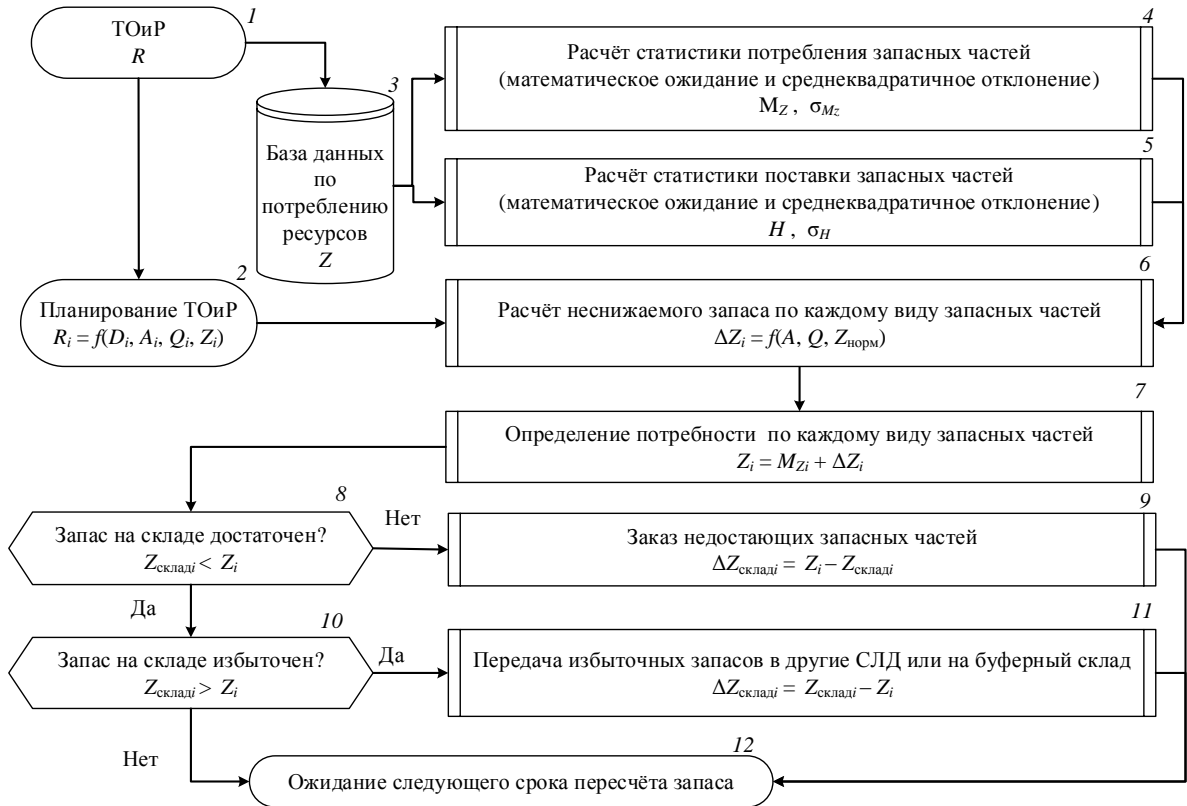 1
ТОиР
R
3
База данных
по
потреблению
ресурсов
Z
4
Расчёт статистики потребления запасных частей
(математическое ожидание и среднеквадратичное отклонение)
M_Z , σ_Mz
5
Расчёт статистики поставки запасных частей
(математическое ожидание и среднеквадратичное отклонение)
H , σ_H
2
Планирование ТОиР
R_i = f(D_i, A_i, Q_i, Z_i)
6
Расчёт неснижаемого запаса по каждому виду запасных частей
ΔZ_i = f(A, Q, Z_норм)
7
Определение потребности по каждому виду запасных частей
Z_i = M_Zi + ΔZ_i
8
Запас на складе достаточен?
Z_складi < Z_i
Нет
Да
9
Заказ недостающих запасных частей
ΔZ_складi = Z_i – Z_складi
10
Запас на складе избыточен?
Z_складi > Z_i
Да
Нет
11
Передача избыточных запасов в другие СЛД или на буферный склад
ΔZ_складi = Z_складi – Z_i
12
Ожидание следующего срока пересчёта запаса